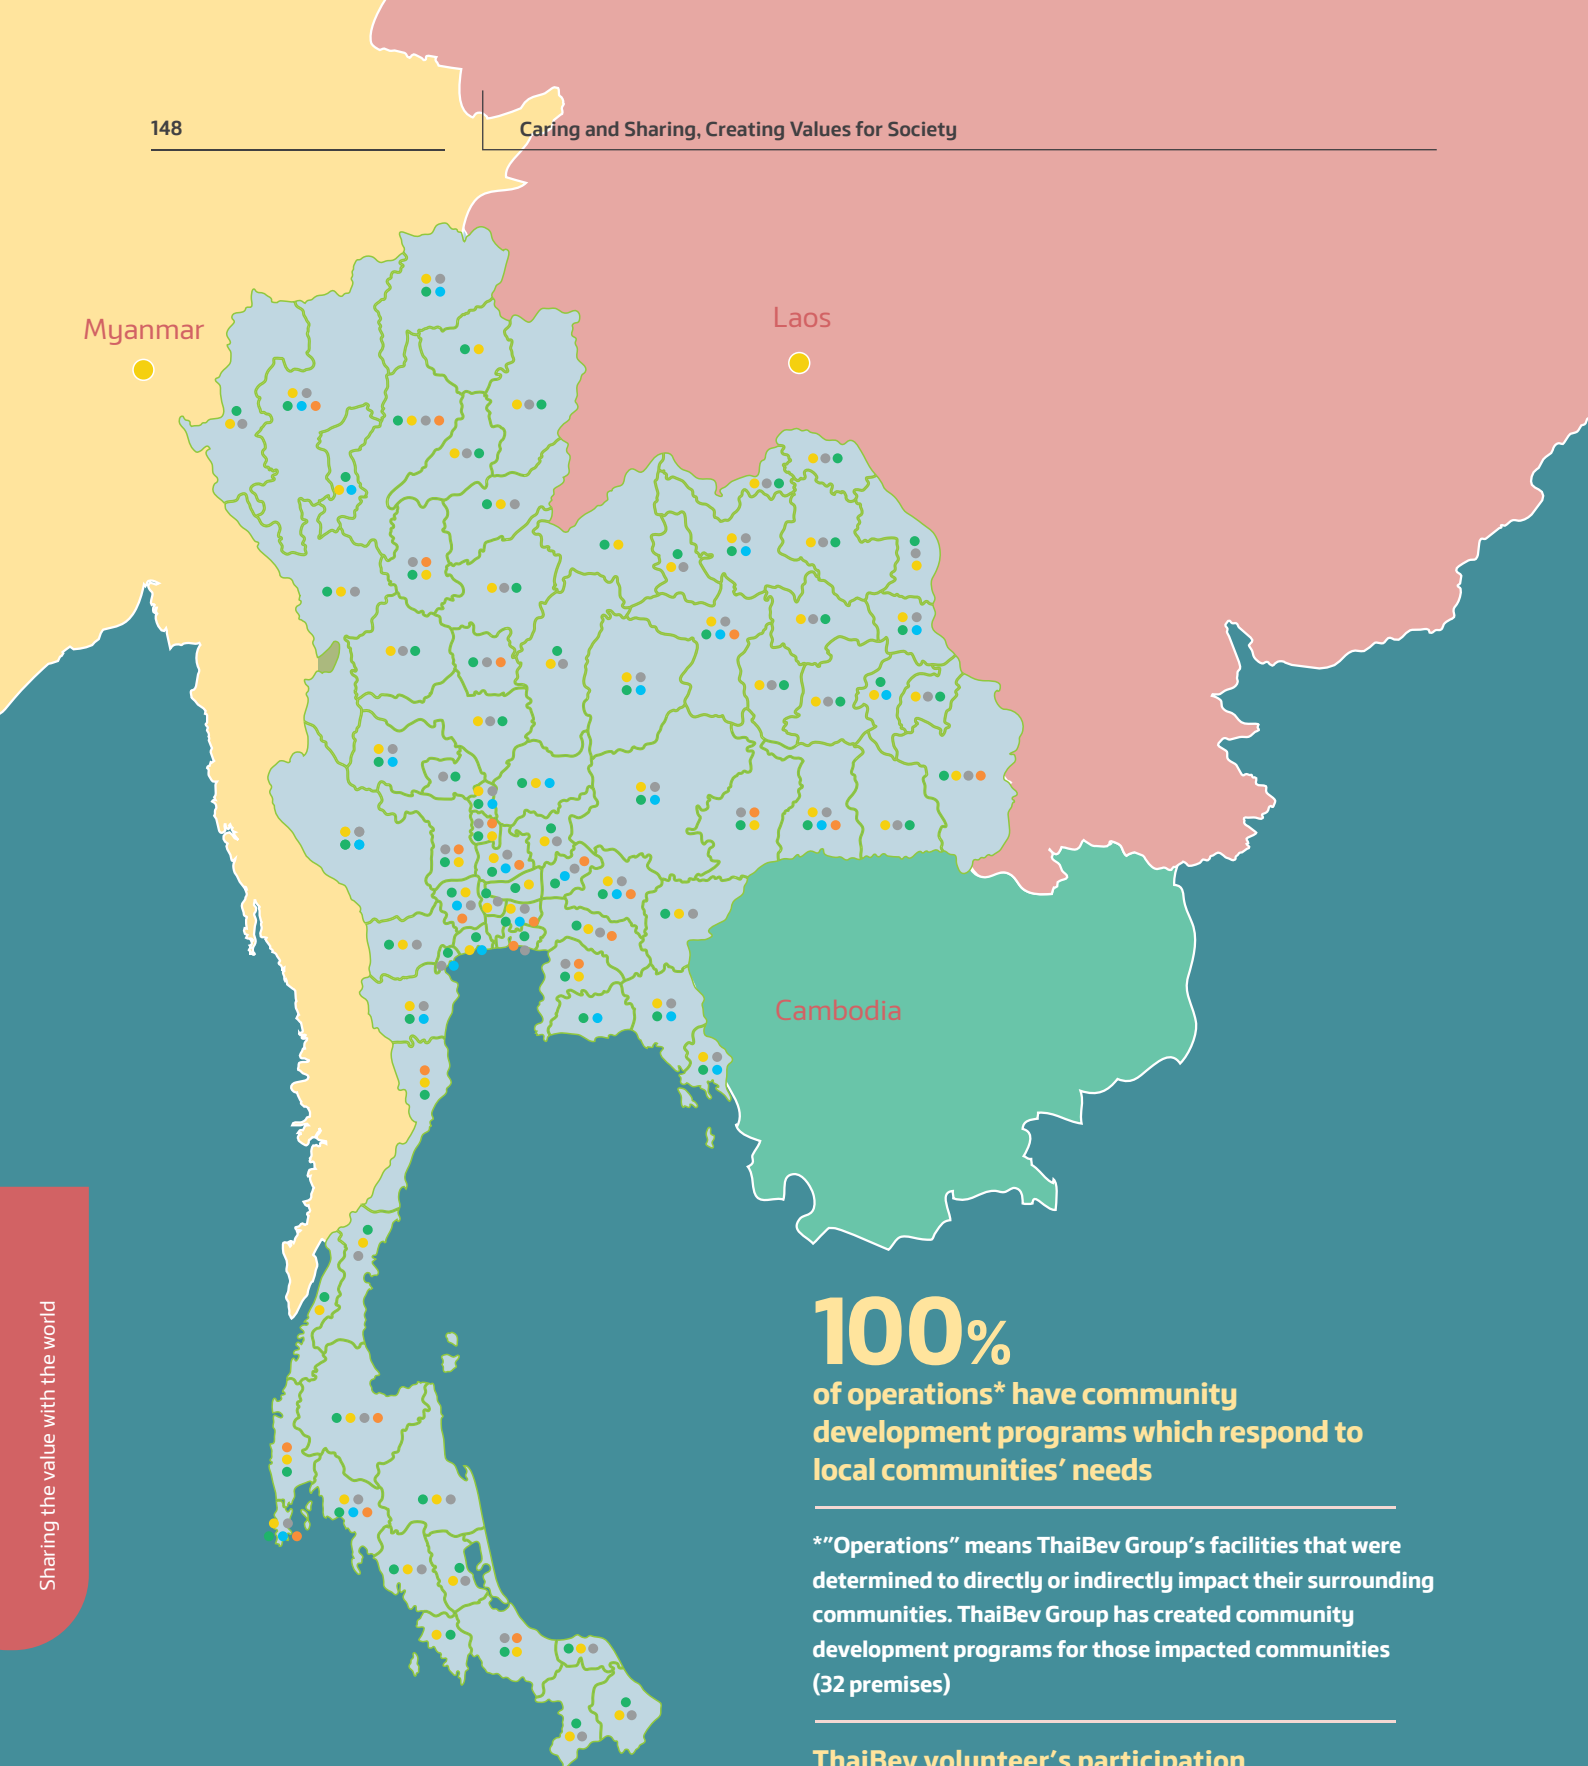 148
Caring and Sharing, Creating Values for Society
Myanmar
Laos
Cambodia
Sharing the value with the world
100%
of operations* have community
development programs which respond to
local communities’ needs
*”Operations” means ThaiBev Group’s facilities that were
determined to directly or indirectly impact their surrounding
communities. ThaiBev Group has created community
development programs for those impacted communities
(32 premises)
ThaiBev volunteer’s participation